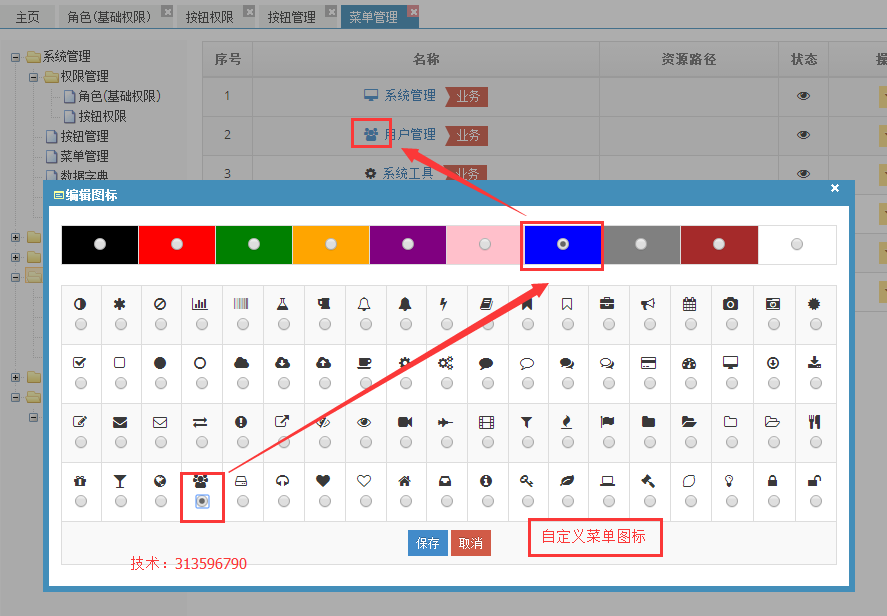 主页 角色(基础权限) 按钮权限 按钮管理 菜单管理
系统管理
权限管理
角色(基础权限)
按钮权限
按钮管理
菜单管理
数据字典
序号 名称 资源路径 状态
1 系统管理 业务
2 用户管理 业务
3 系统工具 业务
编辑图标
保存 取消
自定义菜单图标
技术：313596790